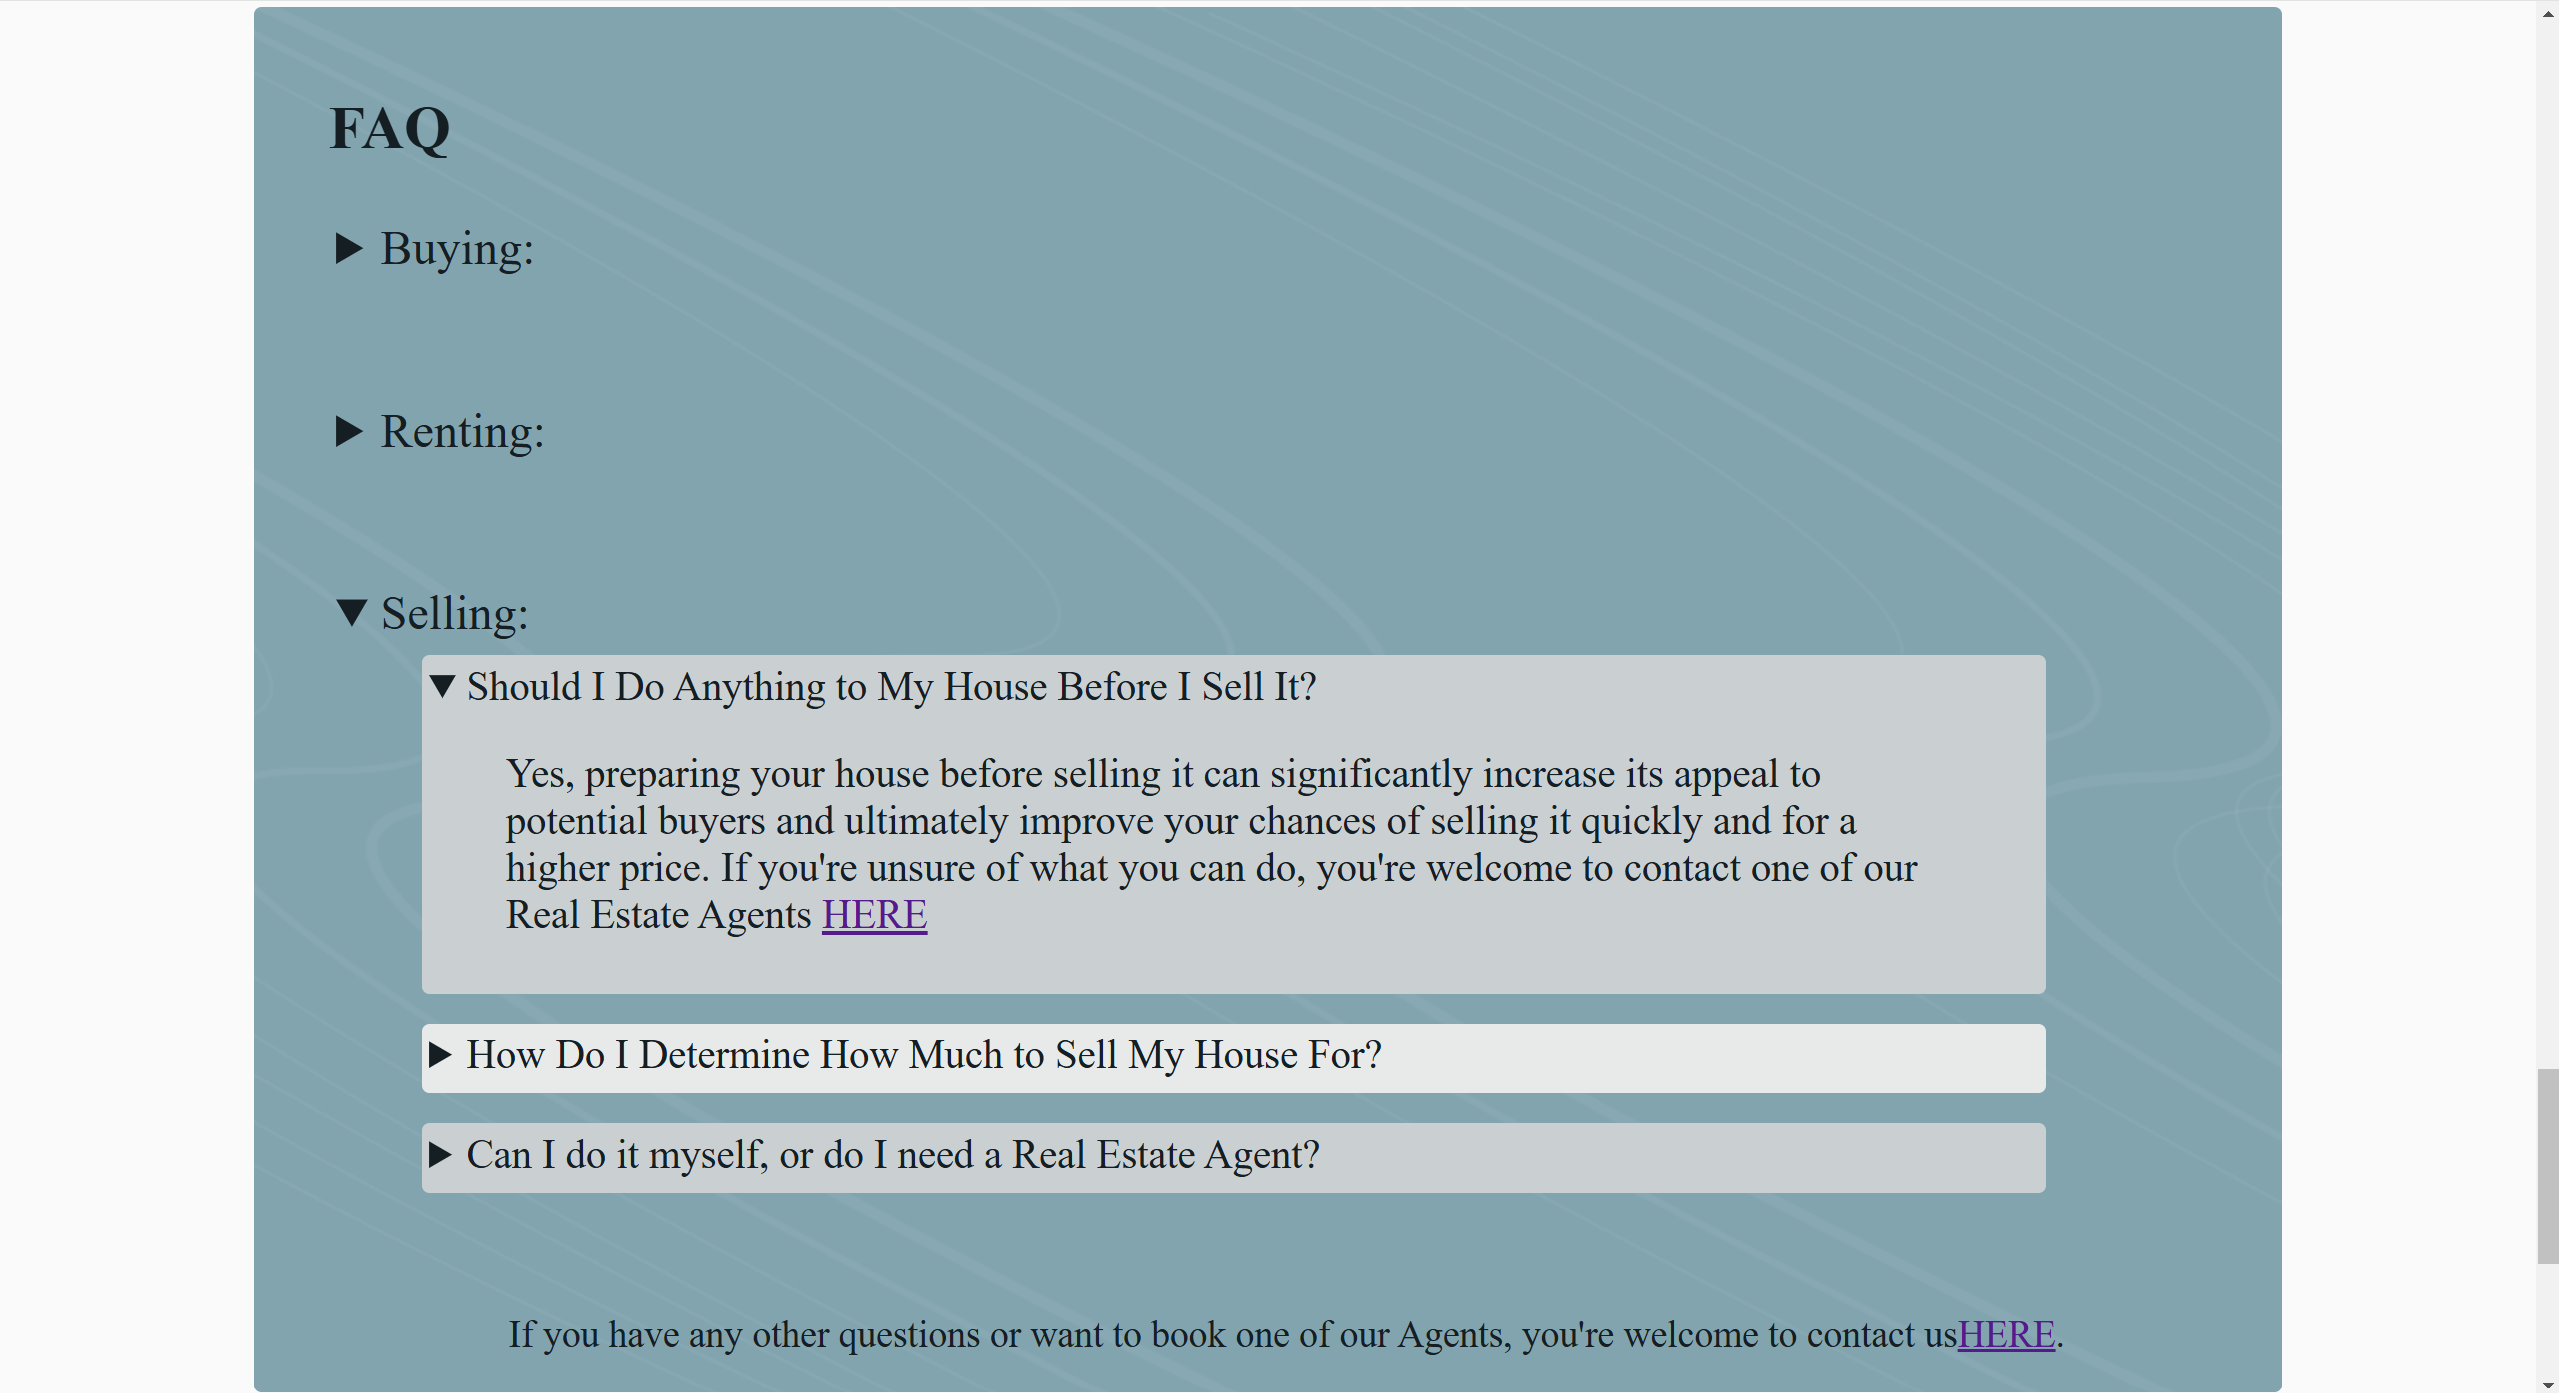 FAQ
Buying:
Renting:
Selling:
Should I Do Anything to My House Before I Sell It?
Yes, preparing your house before selling it can significantly increase its appeal to
potential buyers and ultimately improve your chances of selling it quickly and for a
higher price. If you're unsure of what you can do, you're welcome to contact one of our
Real Estate Agents HERE
How Do I Determine How Much to Sell My House For?
Can I do it myself, or do I need a Real Estate Agent?
If you have any other questions or want to book one of our Agents, you're welcome to contact usHERE.